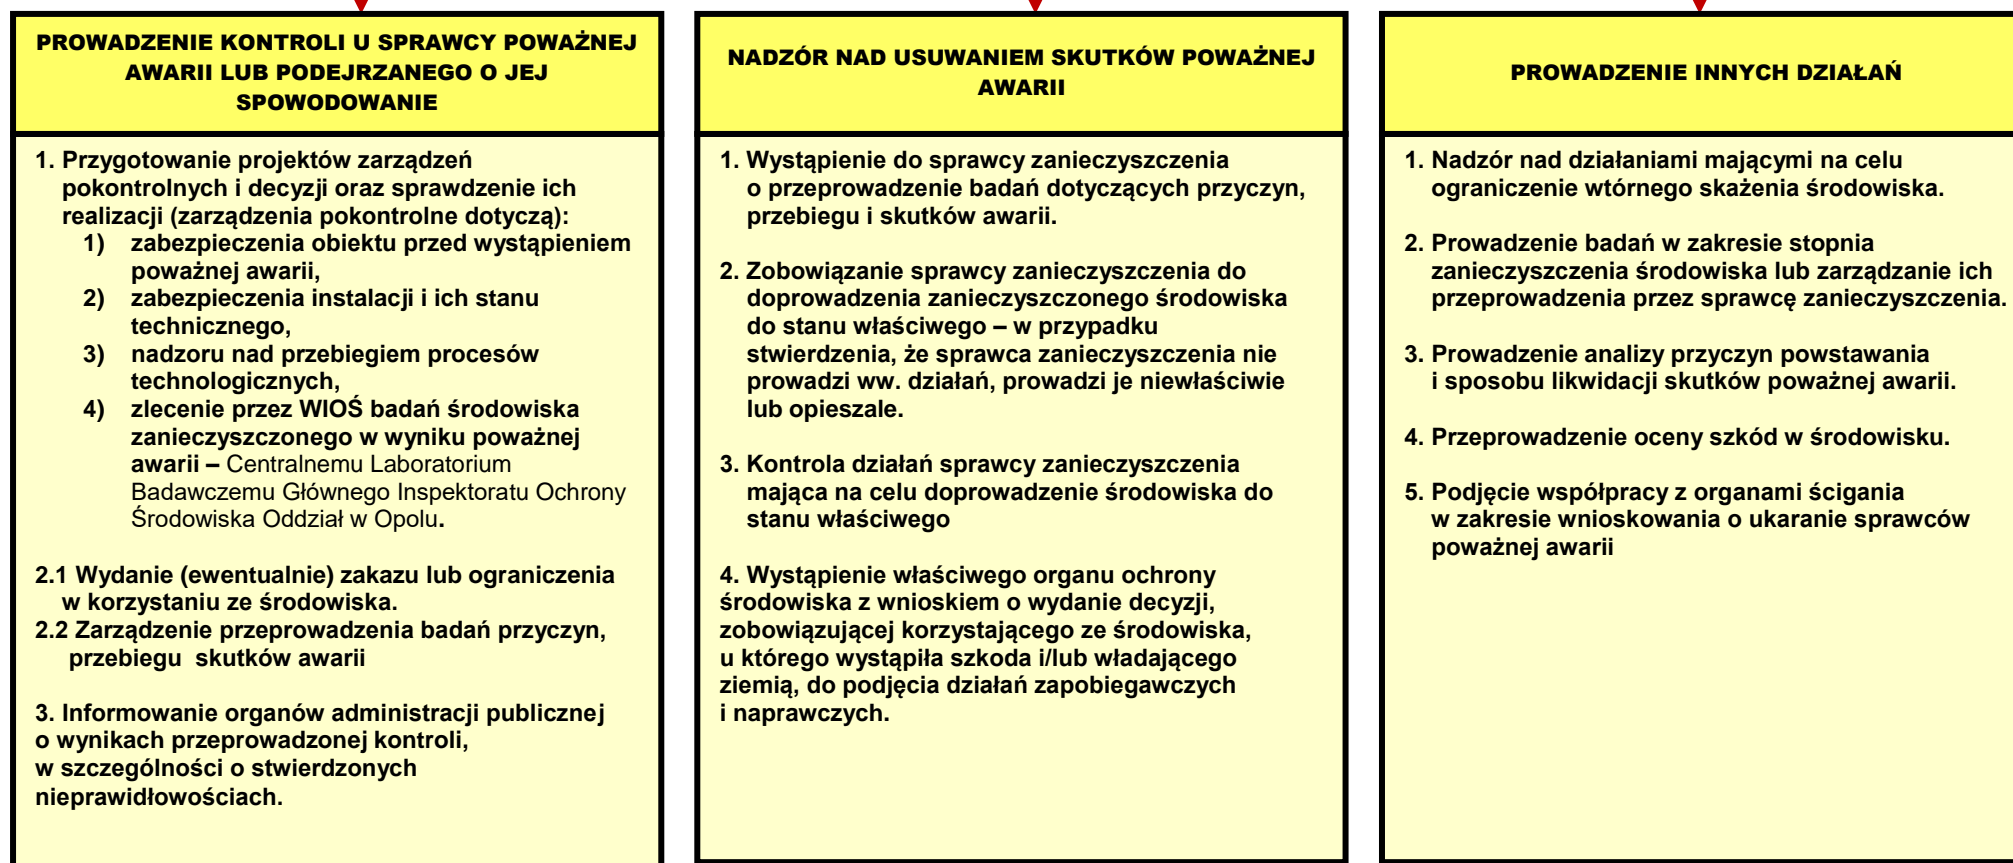 PROWADZENIE KONTROLI U SPRAWCY POWAŻNEJ
AWARII LUB PODEJRZANEGO O JEJ
SPOWODOWANIE
1. Przygotowanie projektów zarządzeń
pokontrolnych i decyzji oraz sprawdzenie ich
realizacji (zarządzenia pokontrolne dotyczą):
1) zabezpieczenia obiektu przed wystąpieniem
poważnej awarii,
2) zabezpieczenia instalacji i ich stanu
technicznego,
3) nadzoru nad przebiegiem procesów
technologicznych,
4) zlecenie przez WIOŚ badań środowiska
zanieczyszczonego w wyniku poważnej
awarii – Centralnemu Laboratorium
Badawczemu Głównego Inspektoratu Ochrony
Środowiska Oddział w Opolu.
2.1 Wydanie (ewentualnie) zakazu lub ograniczenia
w korzystaniu ze środowiska.
2.2 Zarządzenie przeprowadzenia badań przyczyn,
przebiegu skutków awarii
3. Informowanie organów administracji publicznej
o wynikach przeprowadzonej kontroli,
w szczególności o stwierdzonych
nieprawidłowościach.
NADZÓR NAD USUWANIEM SKUTKÓW POWAŻNEJ
AWARII
1. Wystąpienie do sprawcy zanieczyszczenia
o przeprowadzenie badań dotyczących przyczyn,
przebiegu i skutków awarii.
2. Zobowiązanie sprawcy zanieczyszczenia do
doprowadzenia zanieczyszczonego środowiska
do stanu właściwego – w przypadku
stwierdzenia, że sprawca zanieczyszczenia nie
prowadzi ww. działań, prowadzi je niewłaściwie
lub opieszale.
3. Kontrola działań sprawcy zanieczyszczenia
mająca na celu doprowadzenie środowiska do
stanu właściwego
4. Wystąpienie właściwego organu ochrony
środowiska z wnioskiem o wydanie decyzji,
zobowiązującej korzystającego ze środowiska,
u którego wystąpiła szkoda i/lub władającego
ziemią, do podjęcia działań zapobiegawczych
i naprawczych.
PROWADZENIE INNYCH DZIAŁAŃ
1. Nadzór nad działaniami mającymi na celu
ograniczenie wtórnego skażenia środowiska.
2. Prowadzenie badań w zakresie stopnia
zanieczyszczenia środowiska lub zarządzanie ich
przeprowadzenia przez sprawcę zanieczyszczenia.
3. Prowadzenie analizy przyczyn powstawania
i sposobu likwidacji skutków poważnej awarii.
4. Przeprowadzenie oceny szkód w środowisku.
5. Podjęcie współpracy z organami ścigania
w zakresie wnioskowania o ukaranie sprawców
poważnej awarii